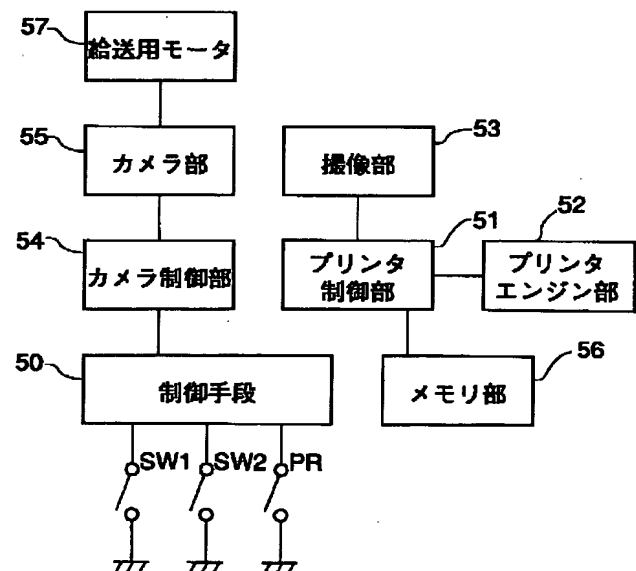 57
給送用モータ
55
カメラ部
53
撮像部
54
カメラ制御部
51
プリンタ
制御部
52
プリンタ
エンジン部
50
制御手段
56
メモリ部
SW1
SW2
PR